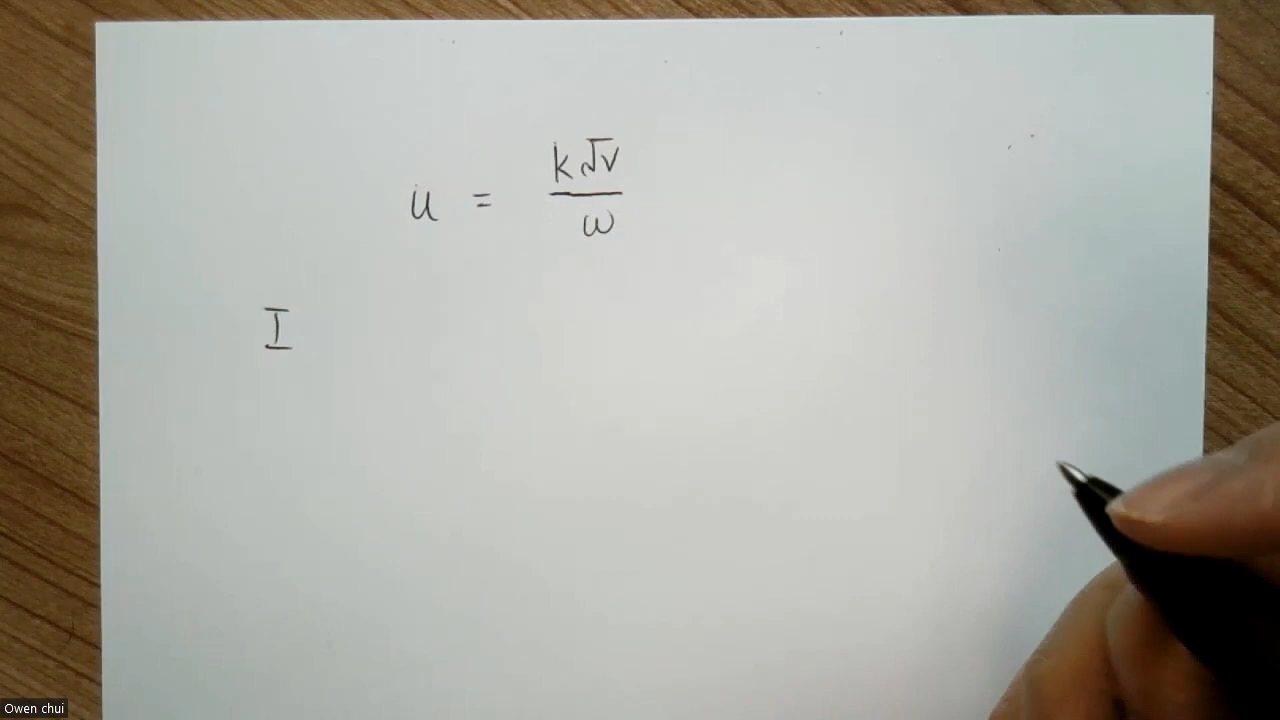 u = k√v / ω
I
Owen chui